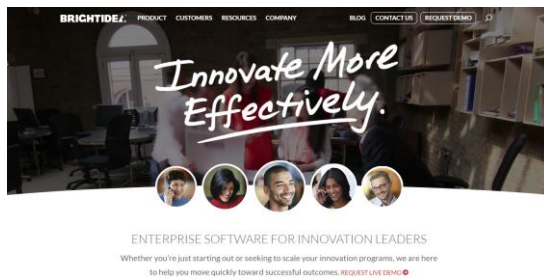 BRIGHTIDEA PRODUCT CUSTOMERS RESOURCES COMPANY BLOG CONTACT US REQUEST DEMO
Innovate More
Effectively.
ENTERPRISE SOFTWARE FOR INNOVATION LEADERS
Whether you're just starting out or seeking to scale your innovation programs, we are here
to help you move quickly toward successful outcomes. REQUEST LIVE DEMO